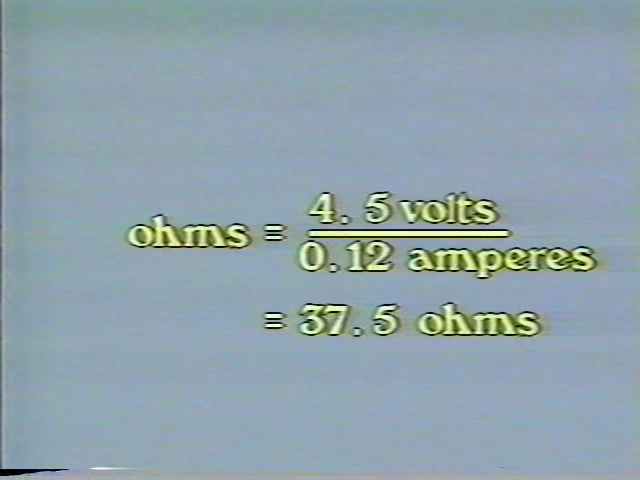 ohms = 4.5 volts
0.12 amperes
= 37.5 ohms